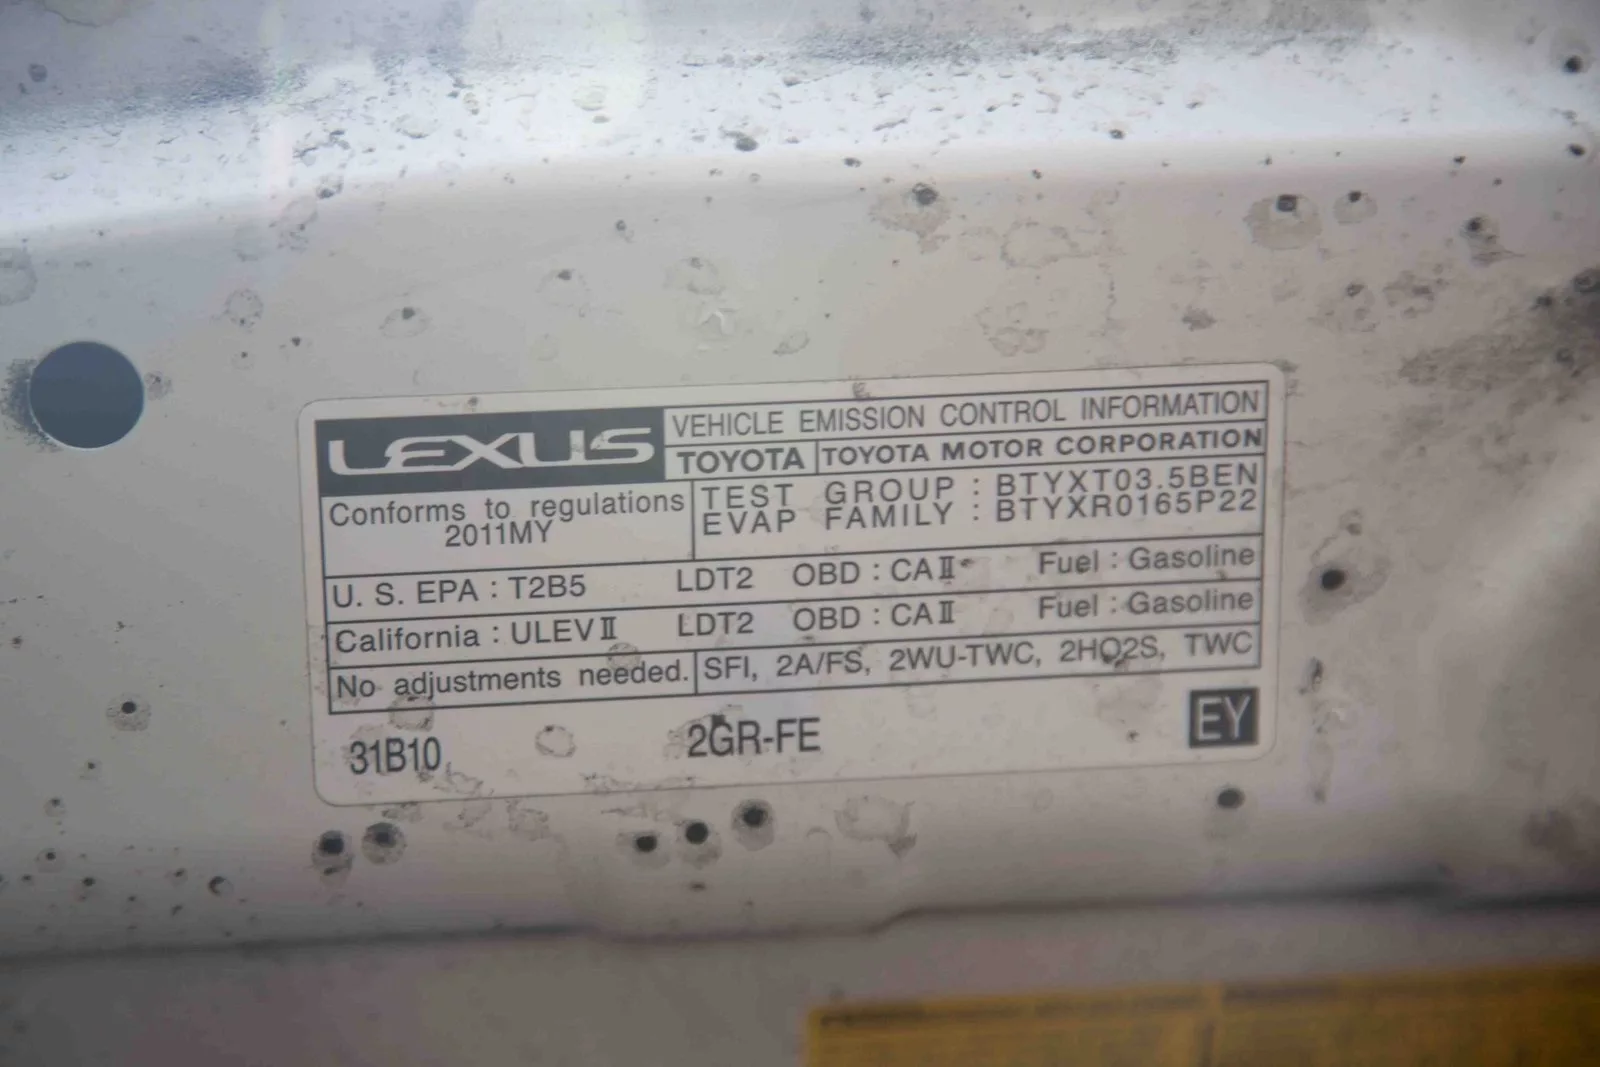 LEXUS
VEHICLE EMISSION CONTROL INFORMATION
TOYOTA TOYOTA MOTOR CORPORATION
Conforms to regulations
2011MY
TEST GROUP : BTYXT03.5BEN
EVAP FAMILY : BTYXR0165P22
U. S. EPA : T2B5 LDT2 OBD : CAⅡ Fuel : Gasoline
California : ULEVⅡ LDT2 OBD : CAⅡ Fuel : Gasoline
No adjustments needed. SFI, 2A/FS, 2WU-TWC, 2HO2S, TWC
31B10 2GR-FE EY